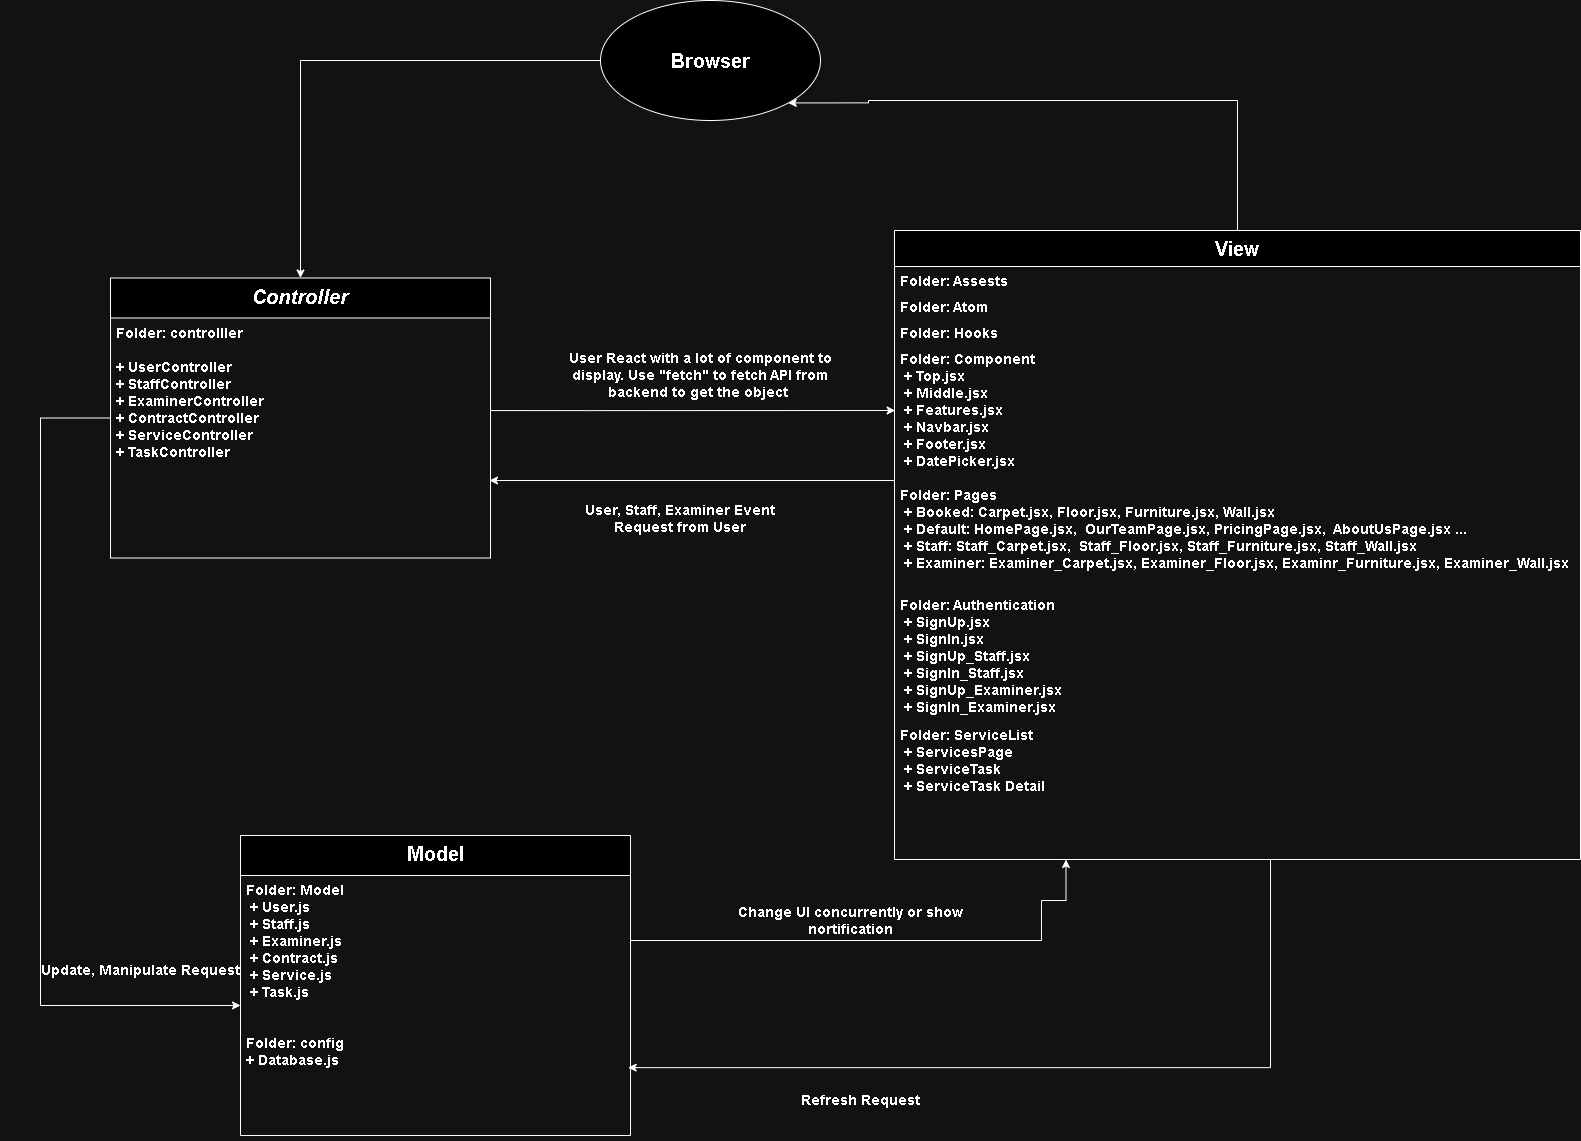 Browser
Controller
Folder: controlller
+ UserController
+ StaffController
+ ExaminerController
+ ContractController
+ ServiceController
+ TaskController
User React with a lot of component to
display. Use "fetch" to fetch API from
backend to get the object
User, Staff, Examiner Event
Request from User
View
Folder: Assests
Folder: Atom
Folder: Hooks
Folder: Component
+ Top.jsx
+ Middle.jsx
+ Features.jsx
+ Navbar.jsx
+ Footer.jsx
+ DatePicker.jsx
Folder: Pages
+ Booked: Carpet.jsx, Floor.jsx, Furniture.jsx, Wall.jsx
+ Default: HomePage.jsx, OurTeamPage.jsx, PricingPage.jsx, AboutUsPage.jsx ...
+ Staff: Staff_Carpet.jsx, Staff_Floor.jsx, Staff_Furniture.jsx, Staff_Wall.jsx
+ Examiner: Examiner_Carpet.jsx, Examiner_Floor.jsx, Examinr_Furniture.jsx, Examiner_Wall.jsx
Folder: Authentication
+ SignUp.jsx
+ SignIn.jsx
+ SignUp_Staff.jsx
+ SignIn_Staff.jsx
+ SignUp_Examiner.jsx
+ SignIn_Examiner.jsx
Folder: ServiceList
+ ServicesPage
+ ServiceTask
+ ServiceTask Detail
Model
Folder: Model
+ User.js
+ Staff.js
+ Examiner.js
+ Contract.js
+ Service.js
+ Task.js
Folder: config
+ Database.js
Update, Manipulate Request
Change UI concurrently or show
nortification
Refresh Request